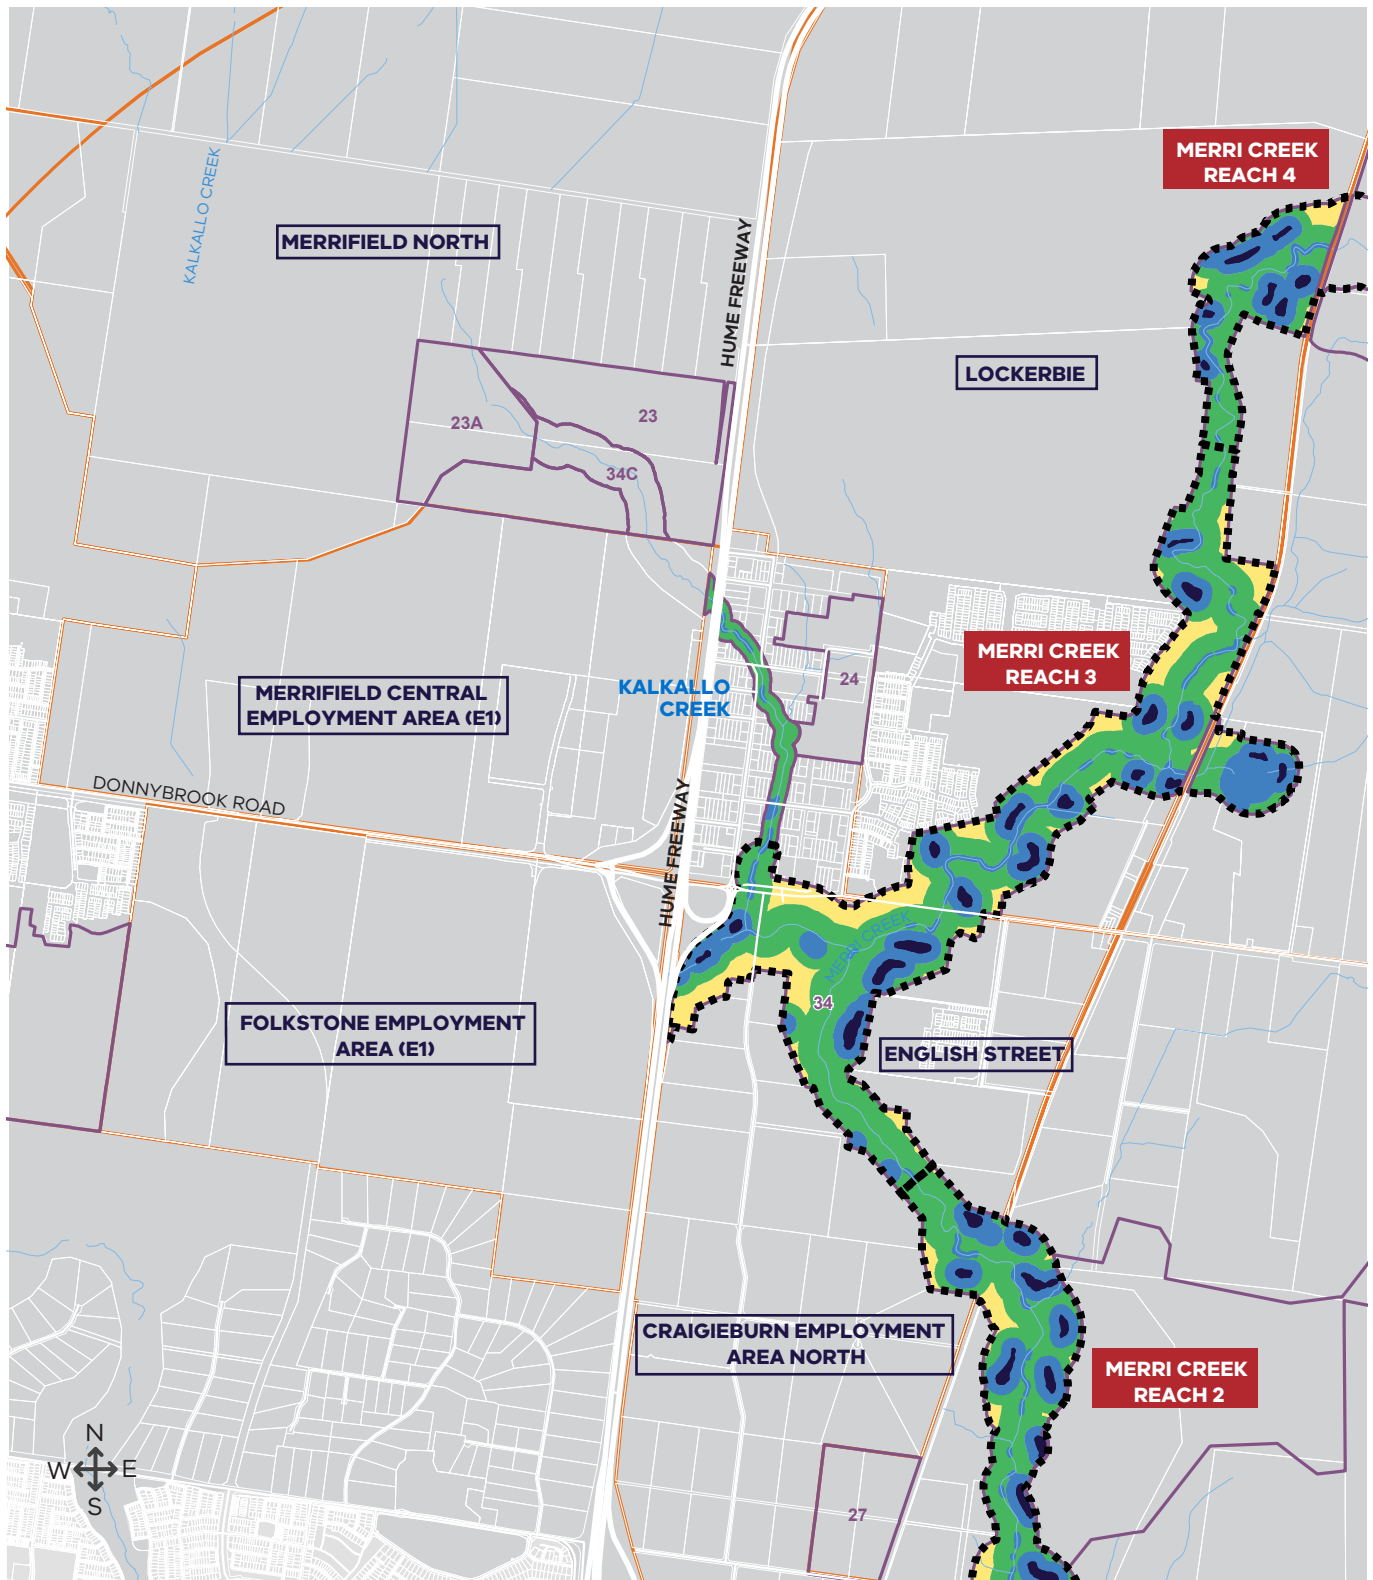 MERRI CREEK
REACH 4
KALKALLO CREEK
MERRIFIELD NORTH
HUME FREEWAY
LOCKERBIE
23A
23
34C
MERRI CREEK
REACH 3
KALKALLO
CREEK
24
MERRIFIELD CENTRAL
EMPLOYMENT AREA (E1)
DONNYBROOK ROAD
HUME FREEWAY
MERRI CREEK
34
FOLKSTONE EMPLOYMENT
AREA (E1)
ENGLISH STREET
CRAIGIEBURN EMPLOYMENT
AREA NORTH
MERRI CREEK
REACH 2
N
W E
S
27